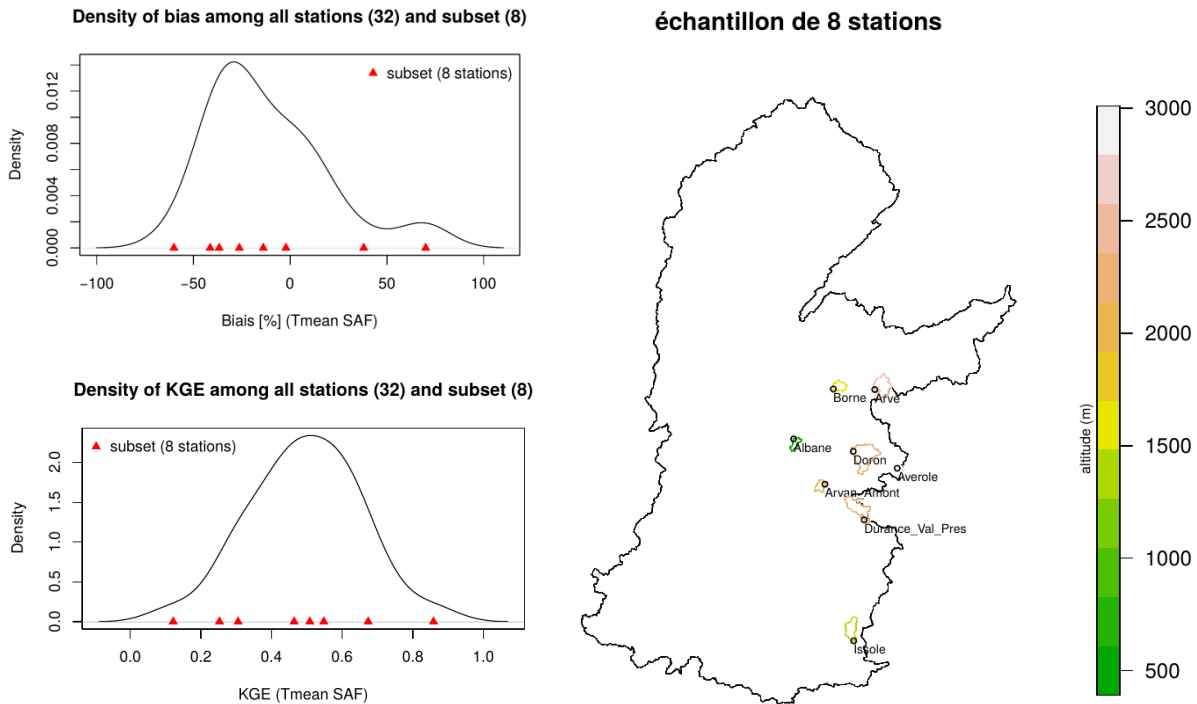 Density of bias among all stations (32) and subset (8)
subset (8 stations)
Density
0.000 0.004 0.008 0.012
−100 −50 0 50 100
Biais [%] (Tmean SAF)
Density of KGE among all stations (32) and subset (8)
subset (8 stations)
Density
0.0 0.5 1.0 1.5 2.0
0.0 0.2 0.4 0.6 0.8 1.0
KGE (Tmean SAF)
échantillon de 8 stations
Borne
Arve
Albane
Doron
Averole
Arvan_Amont
Durance_Val_Pres
Issole
altitude (m)
3000
2500
2000
1500
1000
500